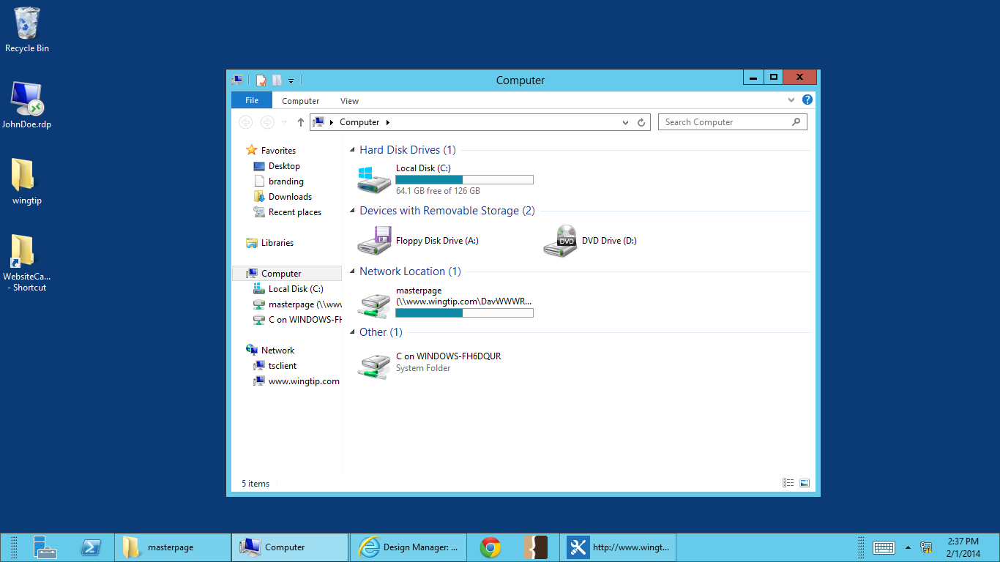 Recycle Bin
JohnDoe.rdp
wingtip
WebsiteCa...
- Shortcut
Computer
File
Computer
View
?
Computer
Search Computer
Favorites
Desktop
branding
Downloads
Recent places
Libraries
Computer
Local Disk (C:)
masterpage (\\www
C on WINDOWS-FH
Network
tsclient
www.wingtip.com
Hard Disk Drives (1)
Local Disk (C:)
64.1 GB free of 126 GB
Devices with Removable Storage (2)
Floppy Disk Drive (A:)
DVD
DVD Drive (D:)
Network Location (1)
masterpage
(\\www.wingtip.com\DavWWWR...
Other (1)
C on WINDOWS-FH6DQUR
System Folder
5 items
masterpage
Computer
Design Manager: ...
http://www.wingt...
2:37 PM
2/1/2014